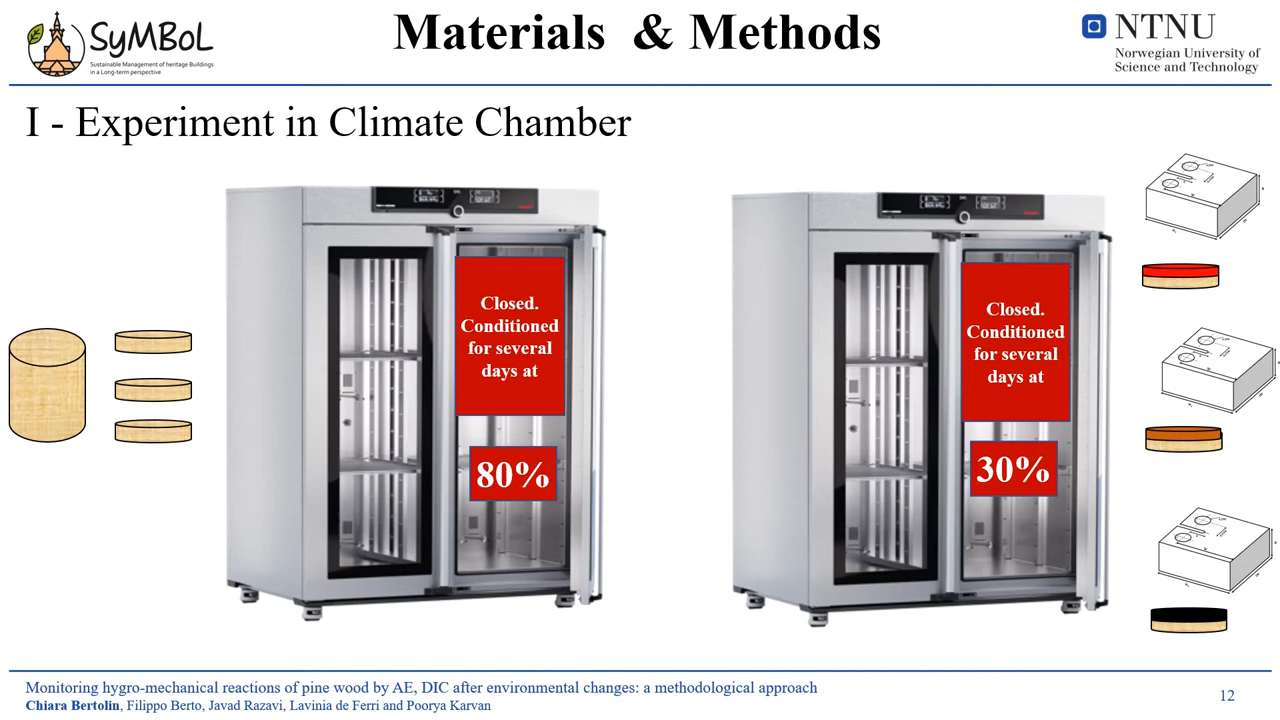 SyMBoL
Sustainable Management of heritage Buildings
in a Long-term perspective
Materials & Methods
NTNU
Norwegian University of
Science and Technology
I - Experiment in Climate Chamber
Closed.
Conditioned
for several
days at
80%
Closed.
Conditioned
for several
days at
30%
Monitoring hygro-mechanical reactions of pine wood by AE, DIC after environmental changes: a methodological approach
Chiara Bertolin, Filippo Berto, Javad Razavi, Lavinia de Ferri and Poorya Karvan
12